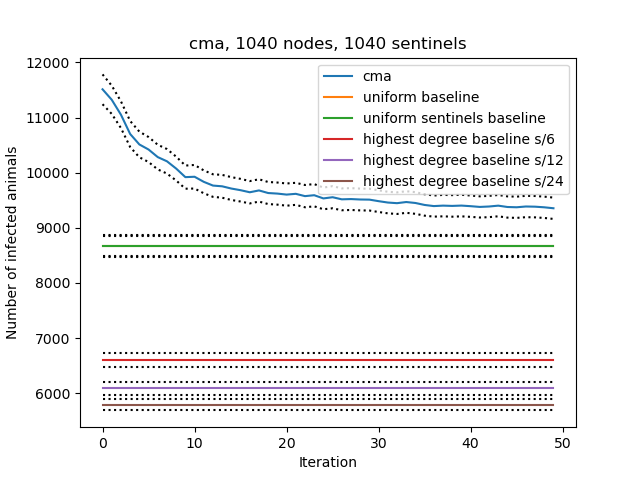 cma, 1040 nodes, 1040 sentinels
12000
11000
10000
9000
8000
7000
6000
Number of infected animals
cma
uniform baseline
uniform sentinels baseline
highest degree baseline s/6
highest degree baseline s/12
highest degree baseline s/24
0
10
20
30
40
50
Iteration